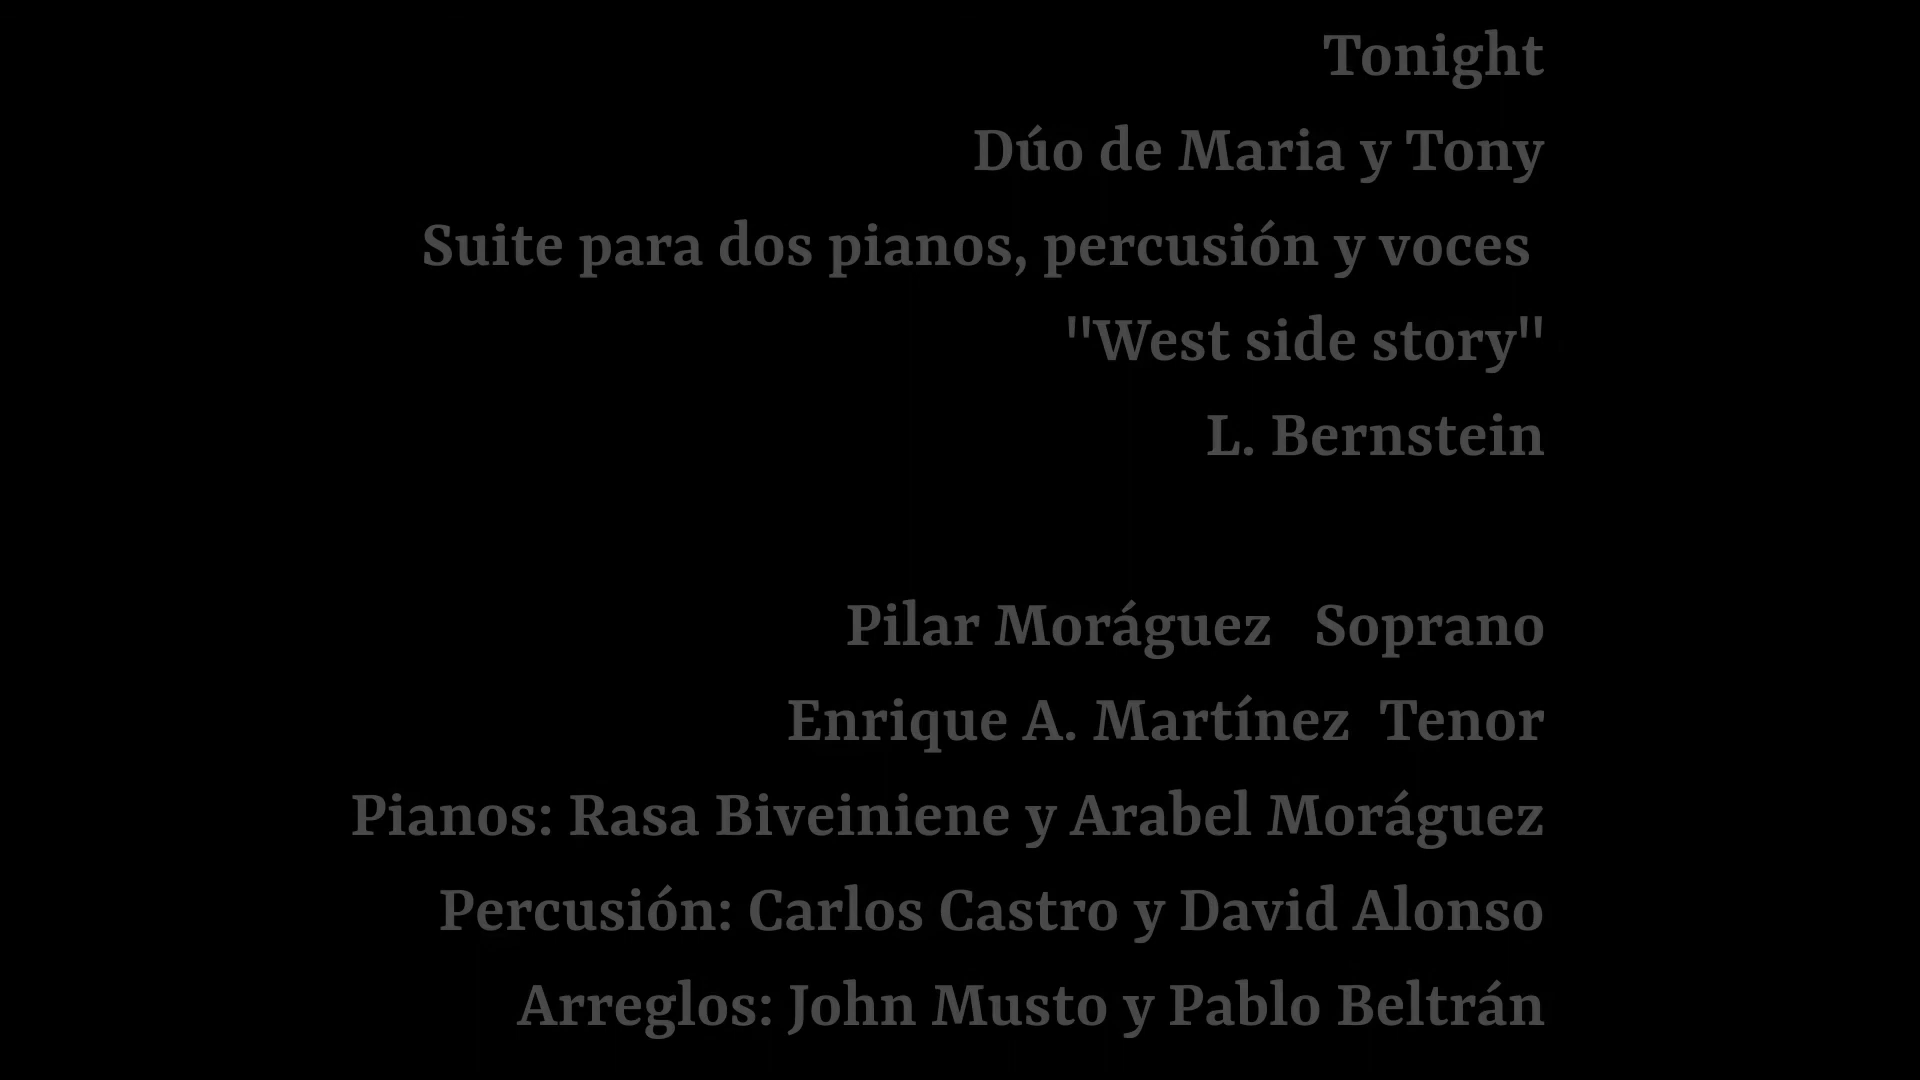 Tonight
Dúo de Maria y Tony
Suite para dos pianos, percusión y voces
"West side story"
L. Bernstein
Pilar Moráguez   Soprano
Enrique A. Martínez  Tenor
Pianos: Rasa Biveiniene y Arabel Moráguez
Percusión: Carlos Castro y David Alonso
Arreglos: John Musto y Pablo Beltrán